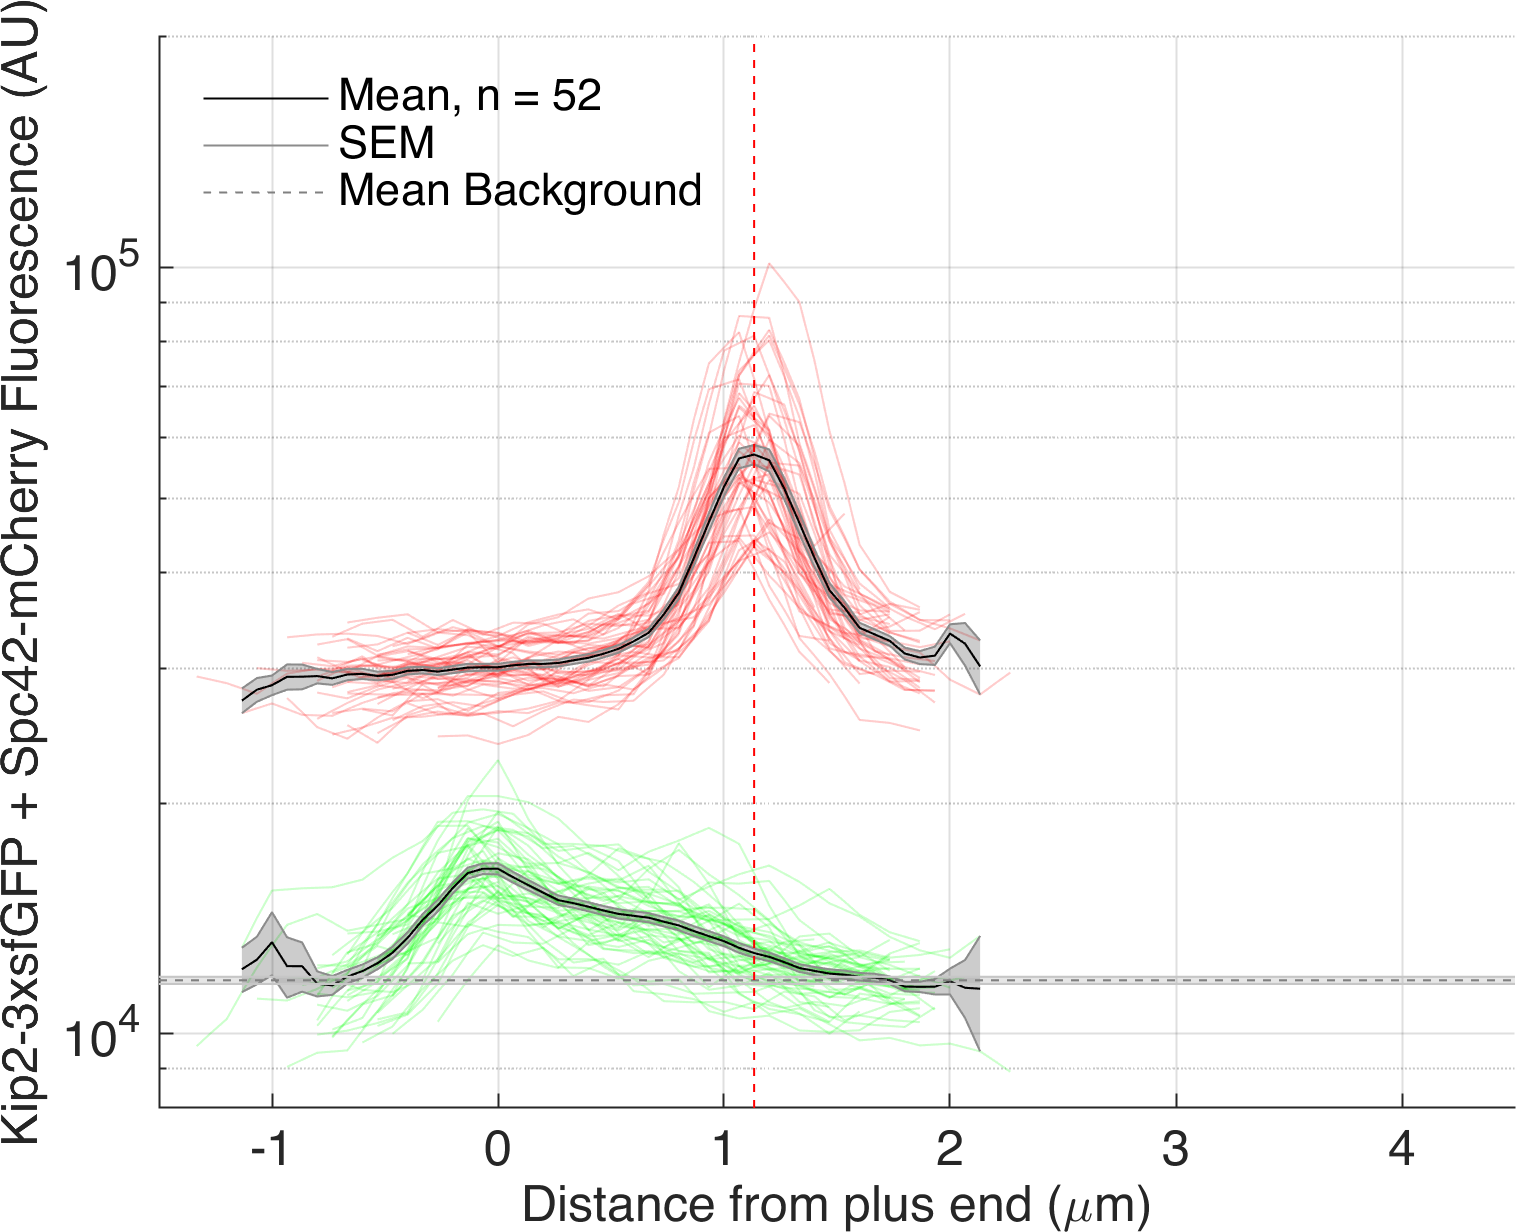 Kip2-3xsfGFP + Spc42-mCherry Fluorescence (AU)
Mean, n = 52
SEM
Mean Background
10^5
10^4
-1 0 1 2 3 4
Distance from plus end (μm)